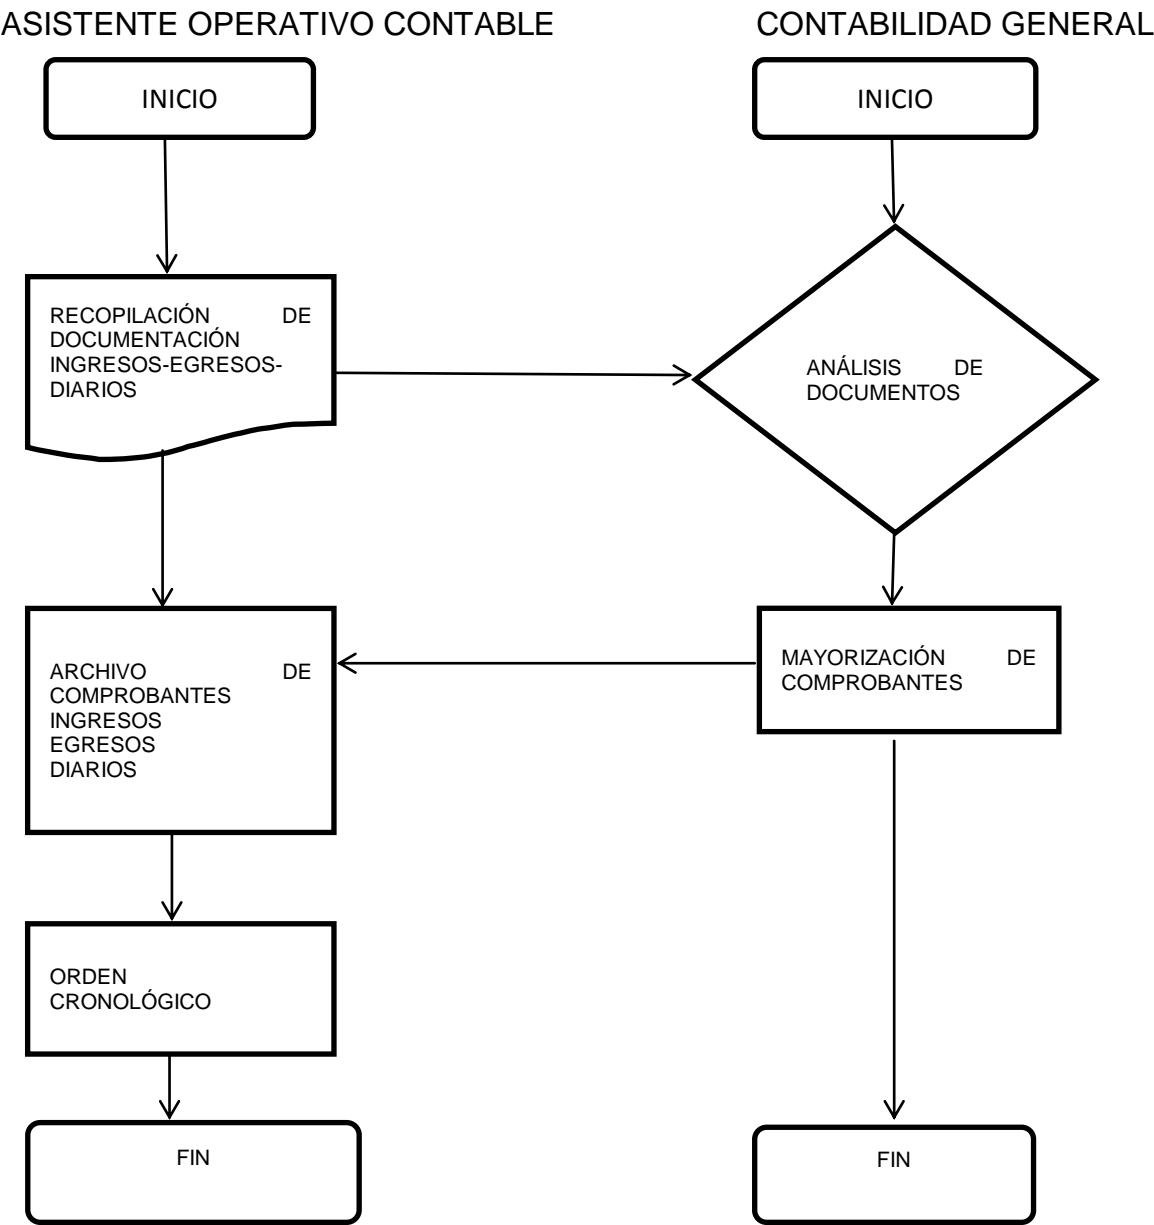 ASISTENTE OPERATIVO CONTABLE
CONTABILIDAD GENERAL
INICIO
INICIO
RECOPILACIÓN DE
DOCUMENTACIÓN
INGRESOS-EGRESOS-
DIARIOS
ANÁLISIS DE
DOCUMENTOS
ARCHIVO DE
COMPROBANTES
INGRESOS
EGRESOS
DIARIOS
MAYORIZACIÓN DE
COMPROBANTES
ORDEN
CRONOLÓGICO
FIN
FIN